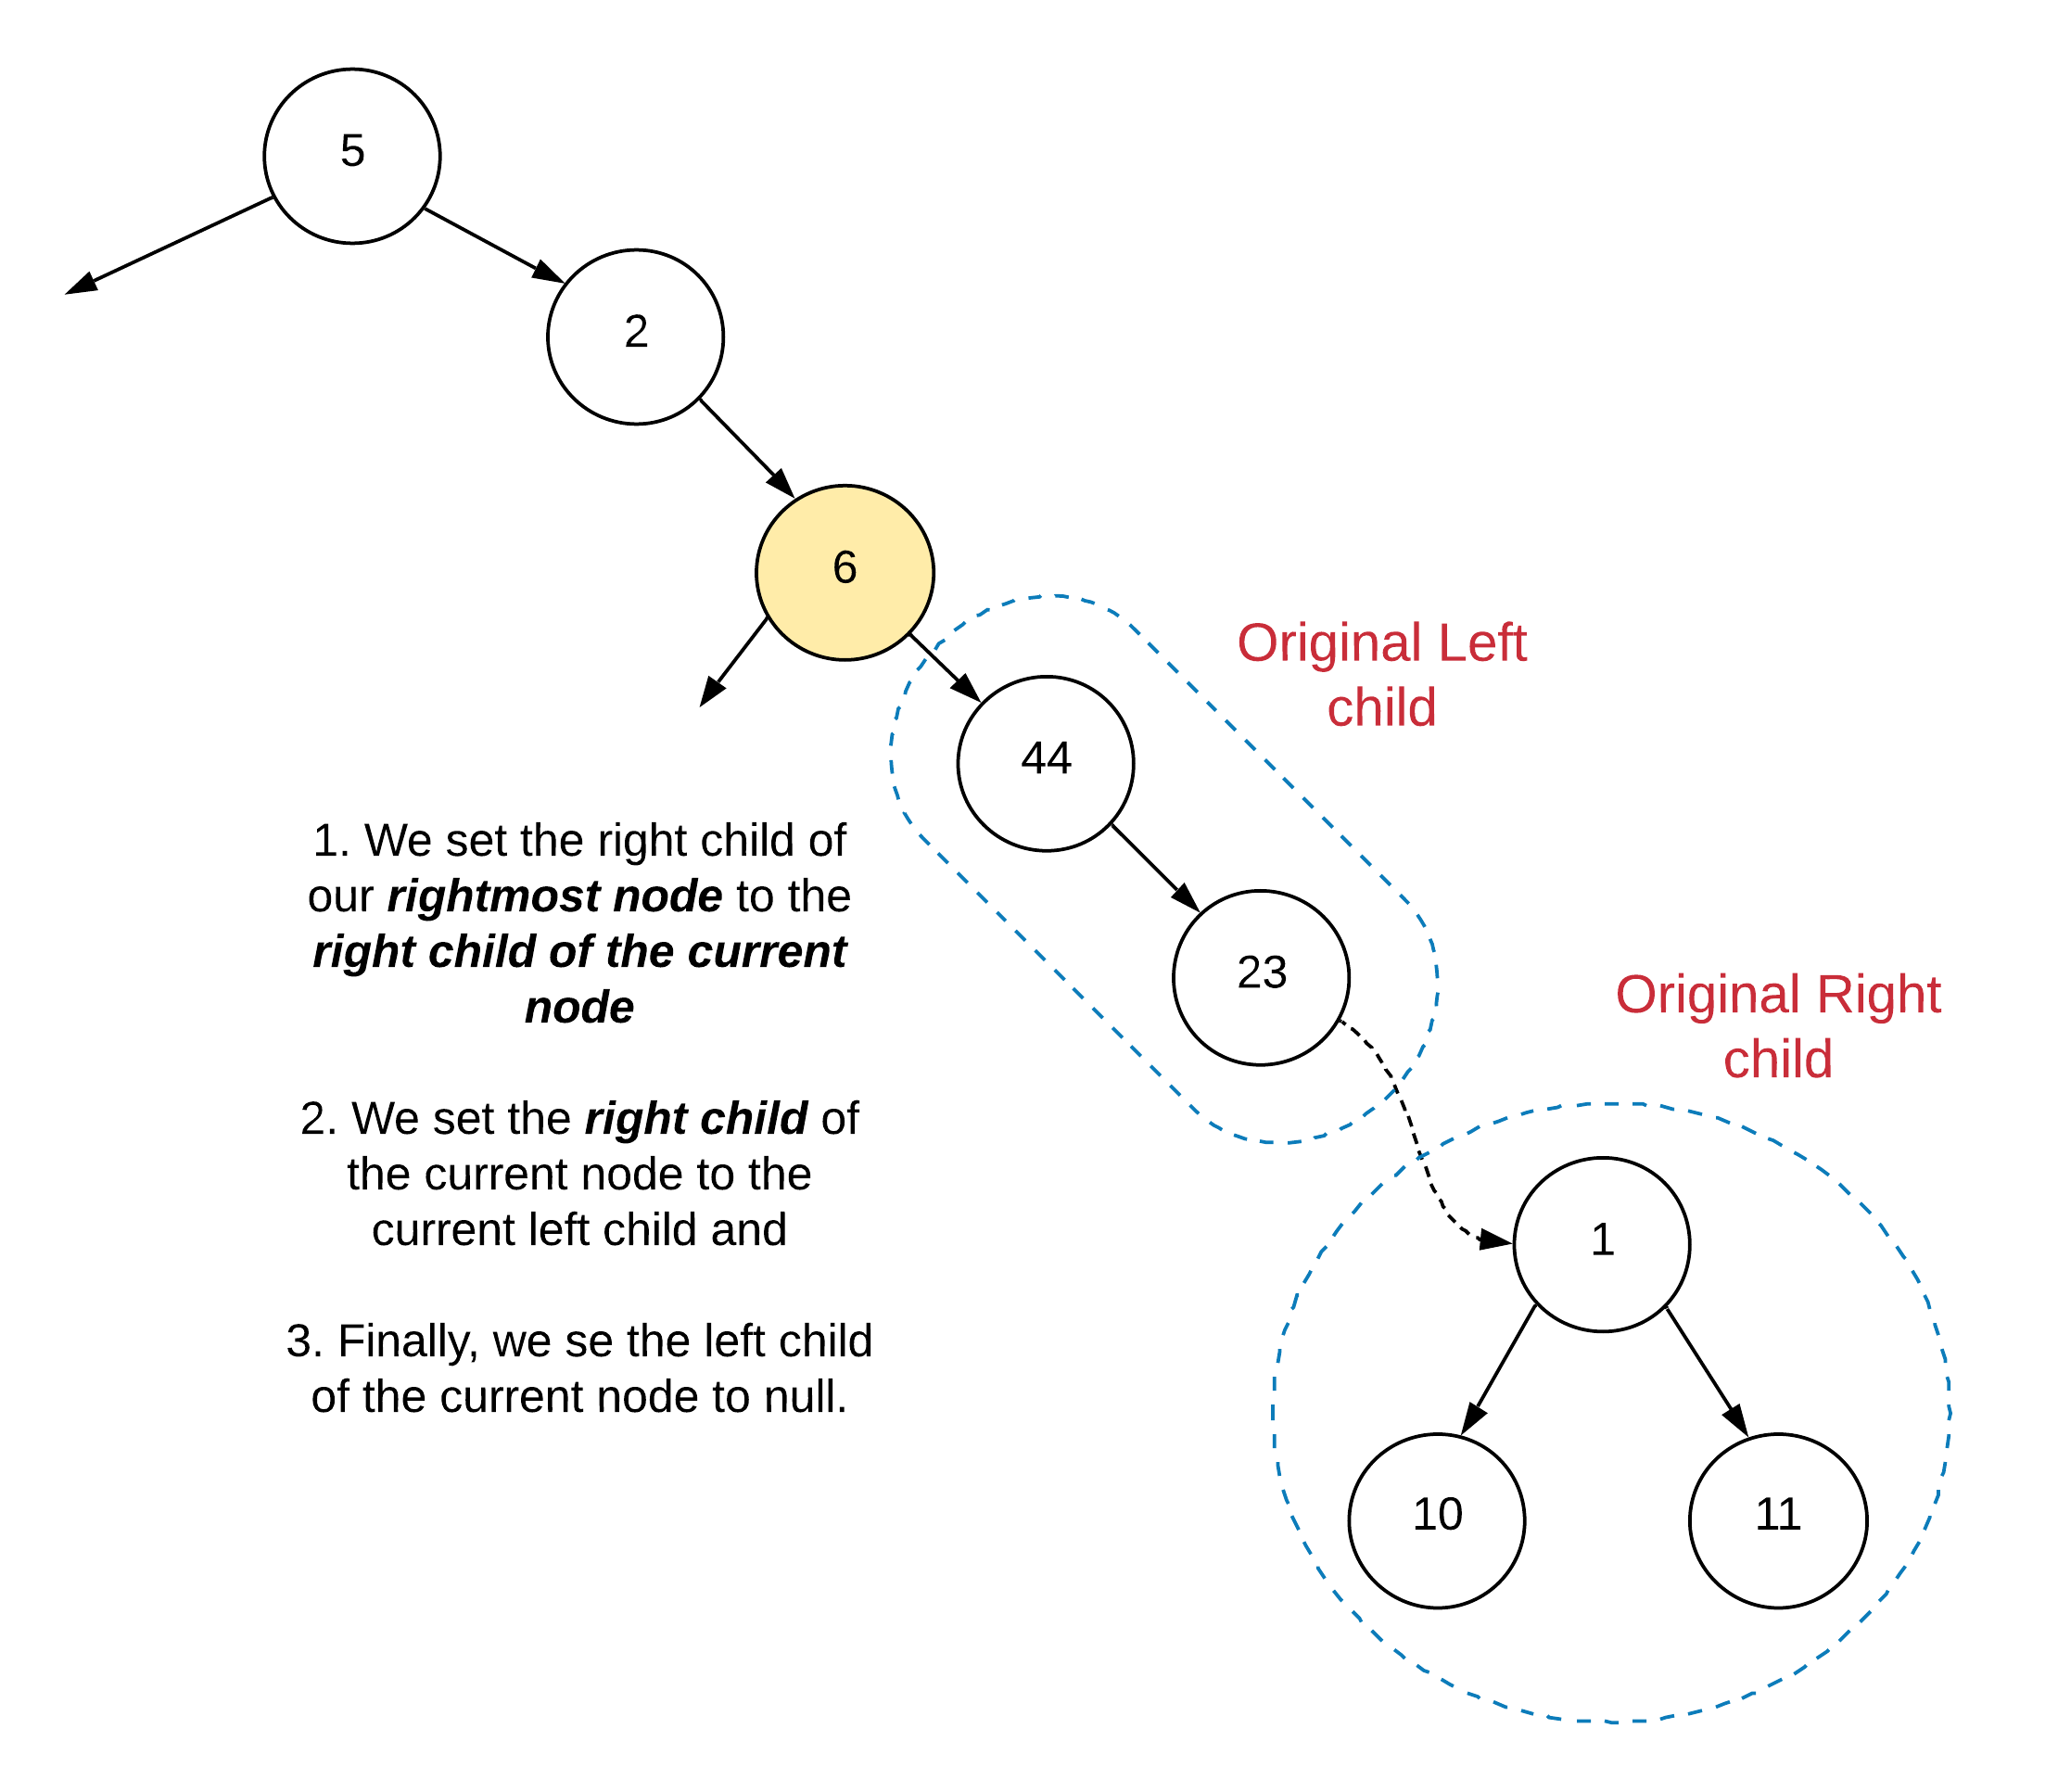 5
2
6
Original Left
child
44
1. We set the right child of
our rightmost node to the
right child of the current
node
23
Original Right
child
2. We set the right child of
the current node to the
current left child and
1
3. Finally, we se the left child
of the current node to null.
10
11